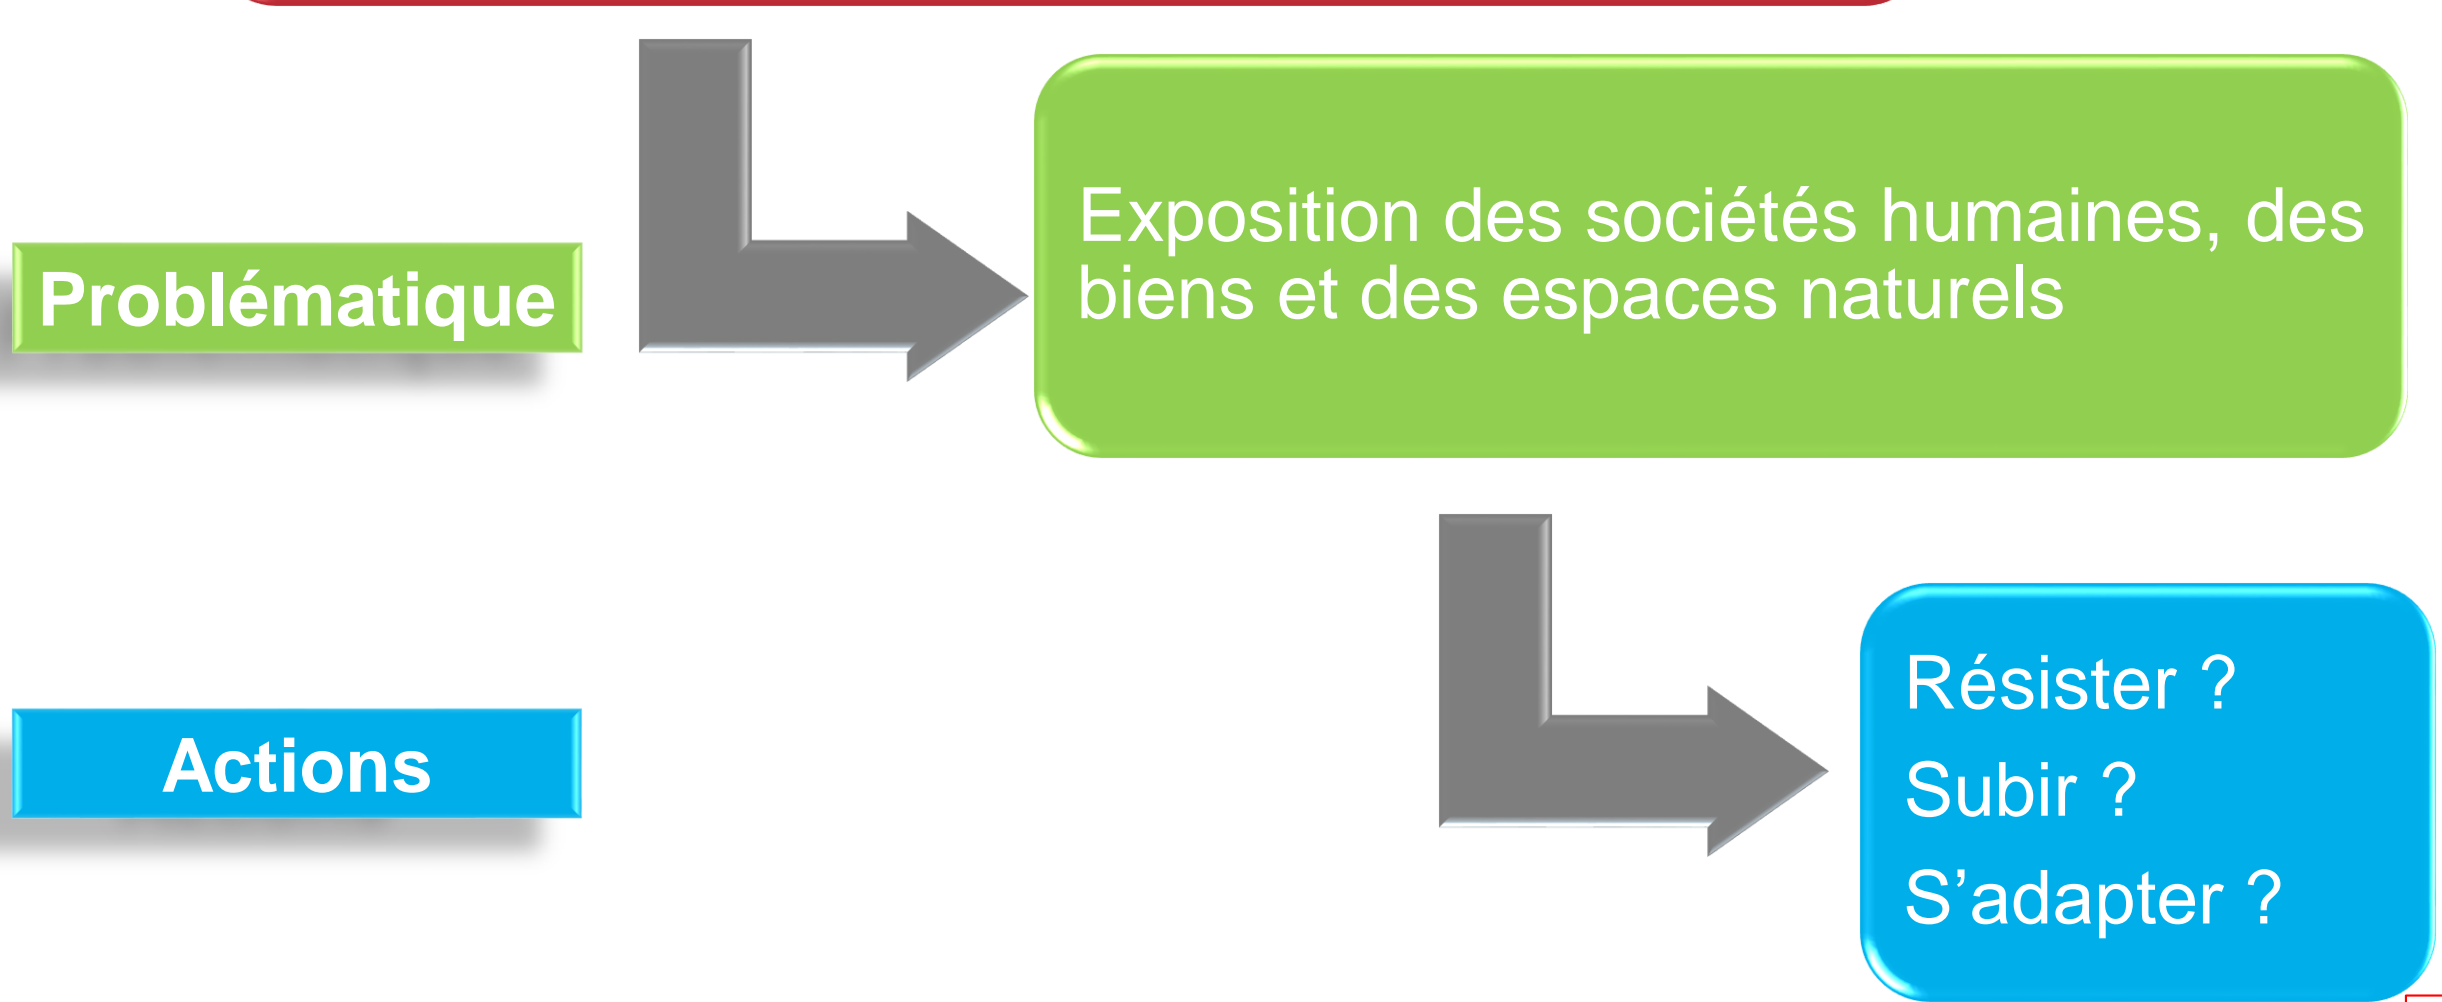 Problématique
Exposition des sociétés humaines, des
biens et des espaces naturels
Actions
Résister ?
Subir ?
S’adapter ?